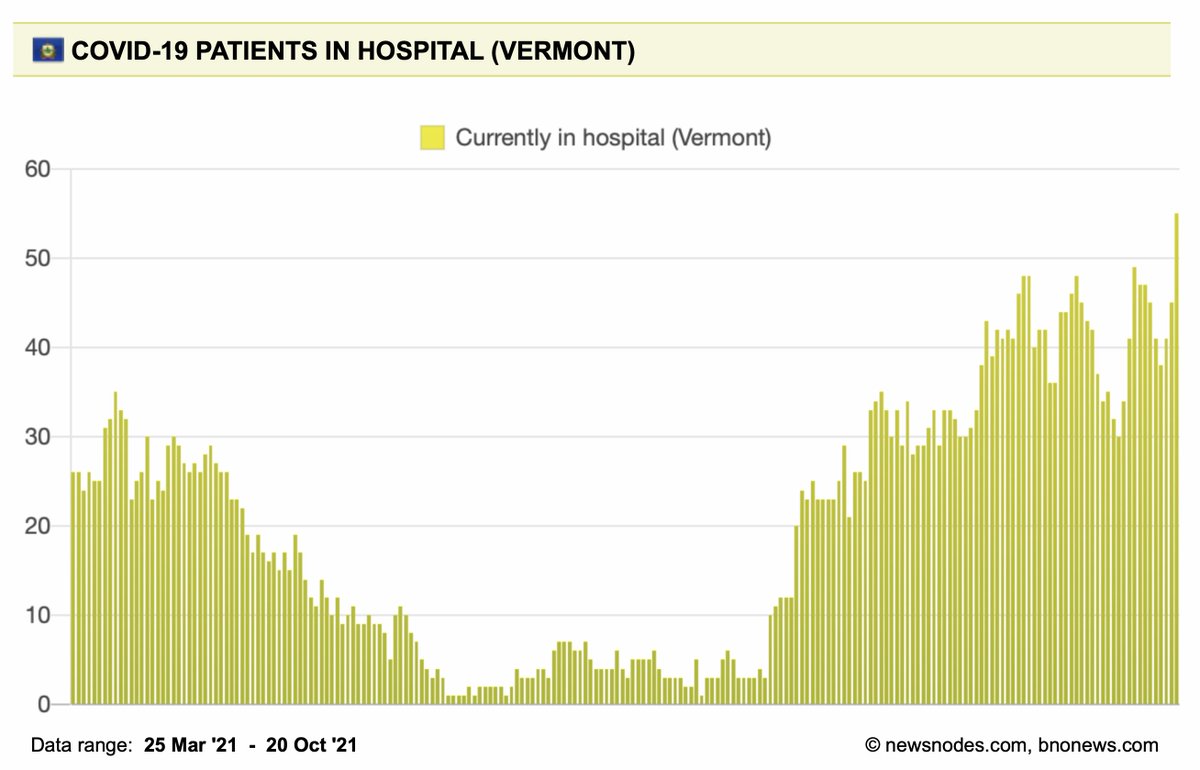 COVID-19 PATIENTS IN HOSPITAL (VERMONT)
Currently in hospital (Vermont)
60
50
40
30
20
10
0
Data range: 25 Mar '21 - 20 Oct '21
© newsnodes.com, bnonews.com